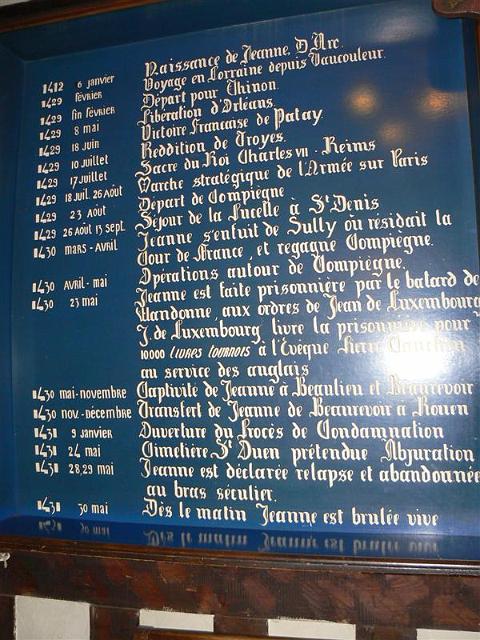 1412 6 janvier Naissance de Jeanne D'Arc
1429 février Voyage en Lorraine depuis Vaucouleur.
1429 fin février Départ pour Chinon.
1429 8 mai Libération d'Orléans.
1429 18 juin Victoire Francaise de Patay.
1429 10 juillet Reddition de Troyes.
1429 17 juillet Sacre du Roi Charles VII - Reims
1429 18 juil. 26 Août Marche stratégique de l'Armée sur Paris
1429 23 Août Départ de Compiègne
1429 26 Août 13 sept. Séjour de la Pucelle à St Denis
1430 mars - avril Jeanne s'enfuit de Sully où résidait la
Cour de France, et regagne Compiègne.
1430 avril - mai Opérations autour de Compiègne.
1430 23 mai Jeanne est faite prisonnière par le batard de
Wandonne, aux ordres de Jean de Luxembourg
J. de Luxembourg, livre la prisonnière pour
10000 livres tournois à l'Evèque Pierre Cauchon
au service des anglais
1430 mai-novembre Captivité de Jeanne à Beaulieu et Beaurevoir
1430 nov.-décembre Transfert de Jeanne de Beaurevoir à Rouen
1431 9 janvier Ouverture du Procès de Condamnation
1431 24 mai Cimetière St Ouen prétendue Abjuration
1431 28,29 mai Jeanne est déclarée relapse et abandonnée
au bras séculier.
1431 30 mai Dès le matin Jeanne est brulée vive